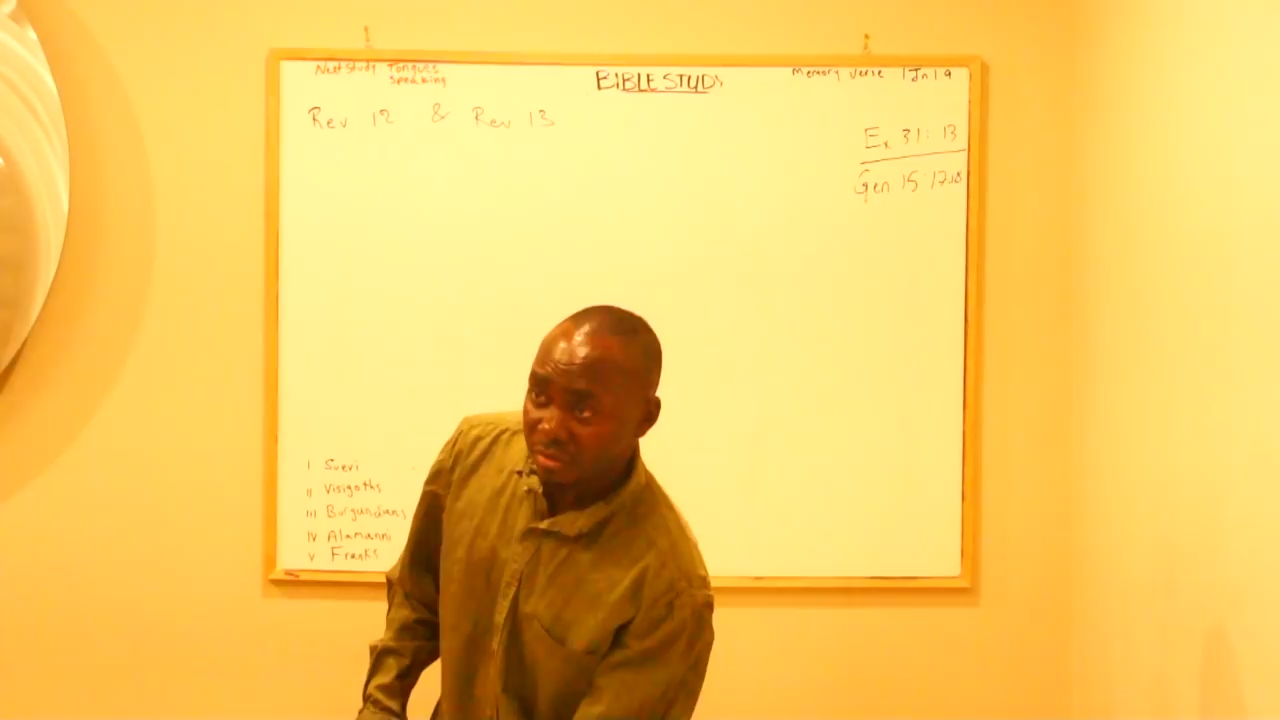 Next Study Tongues
Speaking
BIBLE STUDY
Memory Verse 1 Jn 1 9
Rev 12 & Rev 13
Ex 31:13
Gen 15:17,18
I Suevi
II Visigoths
III Burgundians
IV Alamanni
V Franks